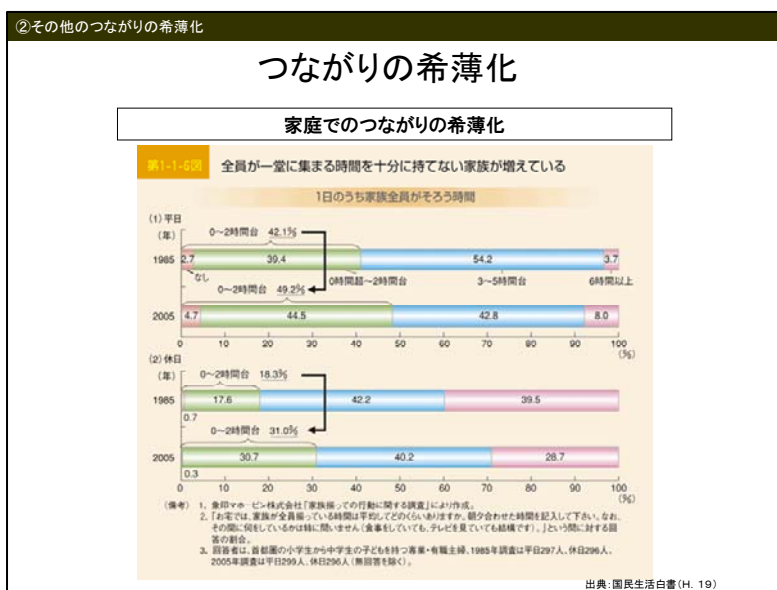 ②その他のつながりの希薄化
つながりの希薄化
家庭でのつながりの希薄化
第1-1-6図 全員が一堂に集まる時間を十分に持てない家族が増えている
1日のうち家族全員がそろう時間
(1)平日
(年) 0~2時間台 42.1%
1985 2.7 39.4 54.2 3.7
なし 0時間超~2時間台 3~5時間台 6時間以上
0~2時間台 49.2%
2005 4.7 44.5 42.8 8.0
0 10 20 30 40 50 60 70 80 90 100
(%)
(2)休日
(年) 0~2時間台 18.3%
1985 17.6 42.2 39.5
0.7
0~2時間台 31.0%
2005 30.7 40.2 28.7
0.3
0 10 20 30 40 50 60 70 80 90 100
(%)
(備考) 1. 象印マホービン株式会社「家族揃っての行動に関する調査」により作成。
2. 「お宅では、家族が全員揃っている時間は平均してどのくらいありますか。朝夕合わせた時間を記入して下さい。なお、
その間に何をしているかは特に問いません(食事をしていても、テレビを見ていても結構です)。」という問に対する回
答の割合。
3. 回答者は、首都圏の小学生から中学生の子どもを持つ専業・有職主婦、1985年調査は平日297人、休日296人、
2005年調査は平日299人、休日296人(無回答を除く)。
出典:国民生活白書(H.19)